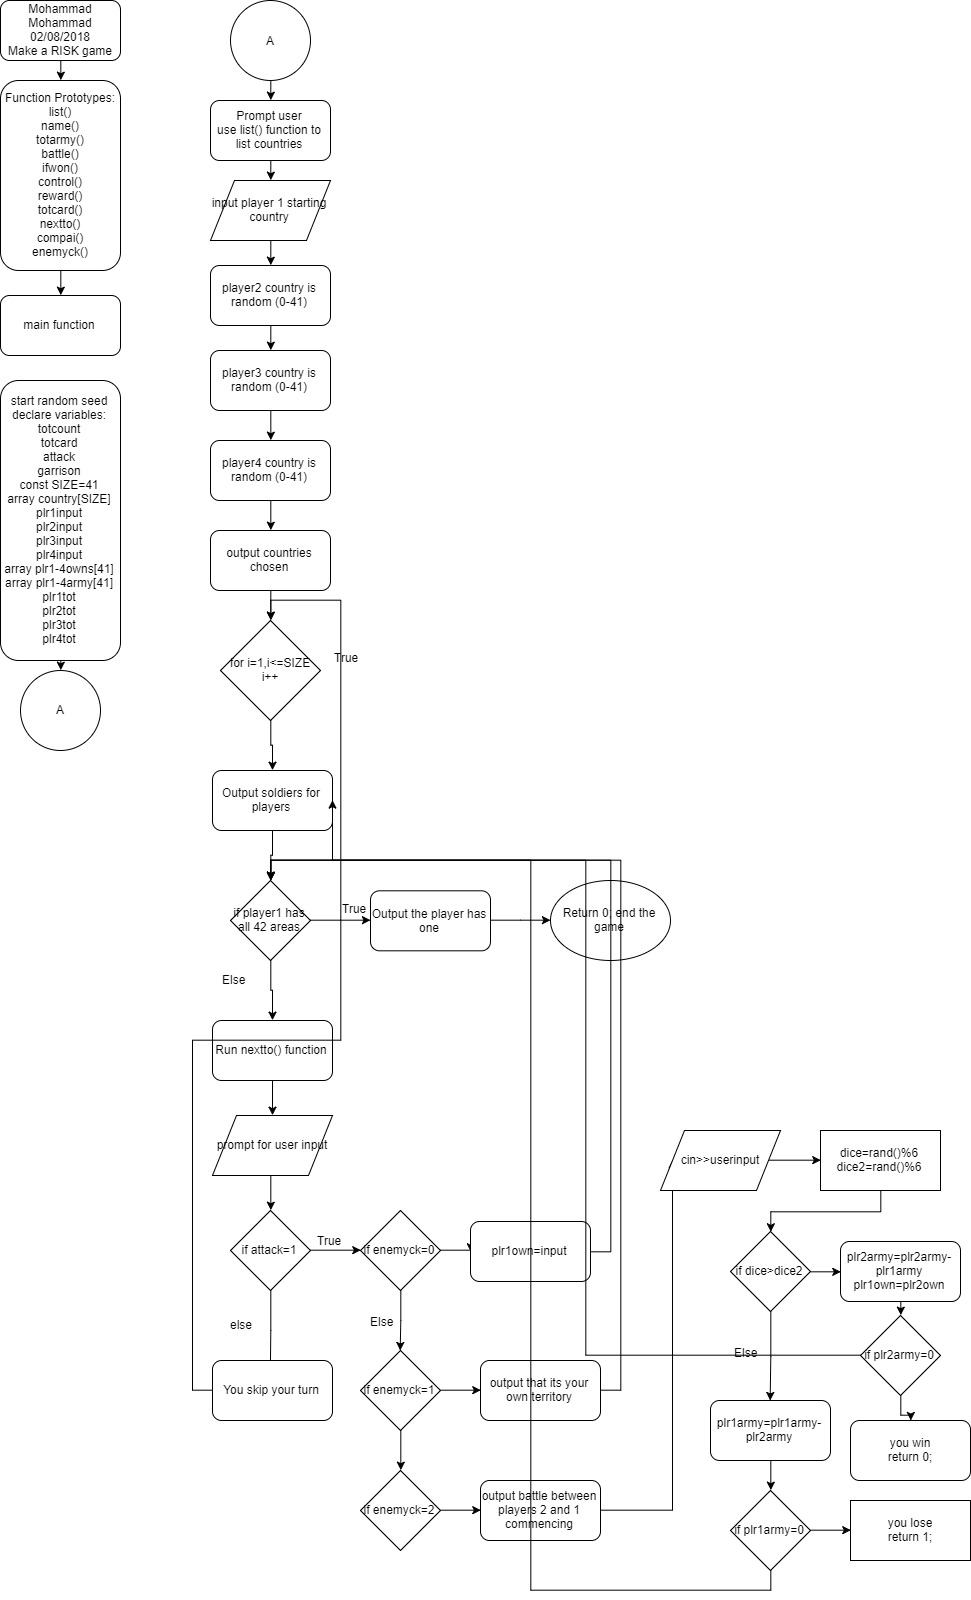 Mohammad
Mohammad
02/08/2018
Make a RISK game
Function Prototypes:
list()
name()
totarmy()
battle()
ifwon()
control()
reward()
totcard()
nextto()
compai()
enemyck()
main function
start random seed
declare variables:
totcount
totcard
attack
garrison
const SIZE=41
array country[SIZE]
plr1input
plr2input
plr3input
plr4input
array plr1-4owns[41]
array plr1-4army[41]
plr1tot
plr2tot
plr3tot
plr4tot
A
A
Prompt user
use list() function to
list countries
input player 1 starting
country
player2 country is
random (0-41)
player3 country is
random (0-41)
player4 country is
random (0-41)
output countries
chosen
for i=1,i<=SIZE
i++
True
Output soldiers for
players
if player1 has
all 42 areas
True
Output the player has
one
Return 0; end the
game
Else
Run nextto() function
prompt for user input
if attack=1
True
if enemyck=0
plr1own=input
else
Else
You skip your turn
if enemyck=1
output that its your
own territory
if enemyck=2
output battle between
players 2 and 1
commencing
cin>>userinput
dice=rand()%6
dice2=rand()%6
if dice>dice2
plr2army=plr2army-
plr1army
plr1own=plr2own
Else
if plr2army=0
plr1army=plr1army-
plr2army
you win
return 0;
if plr1army=0
you lose
return 1;